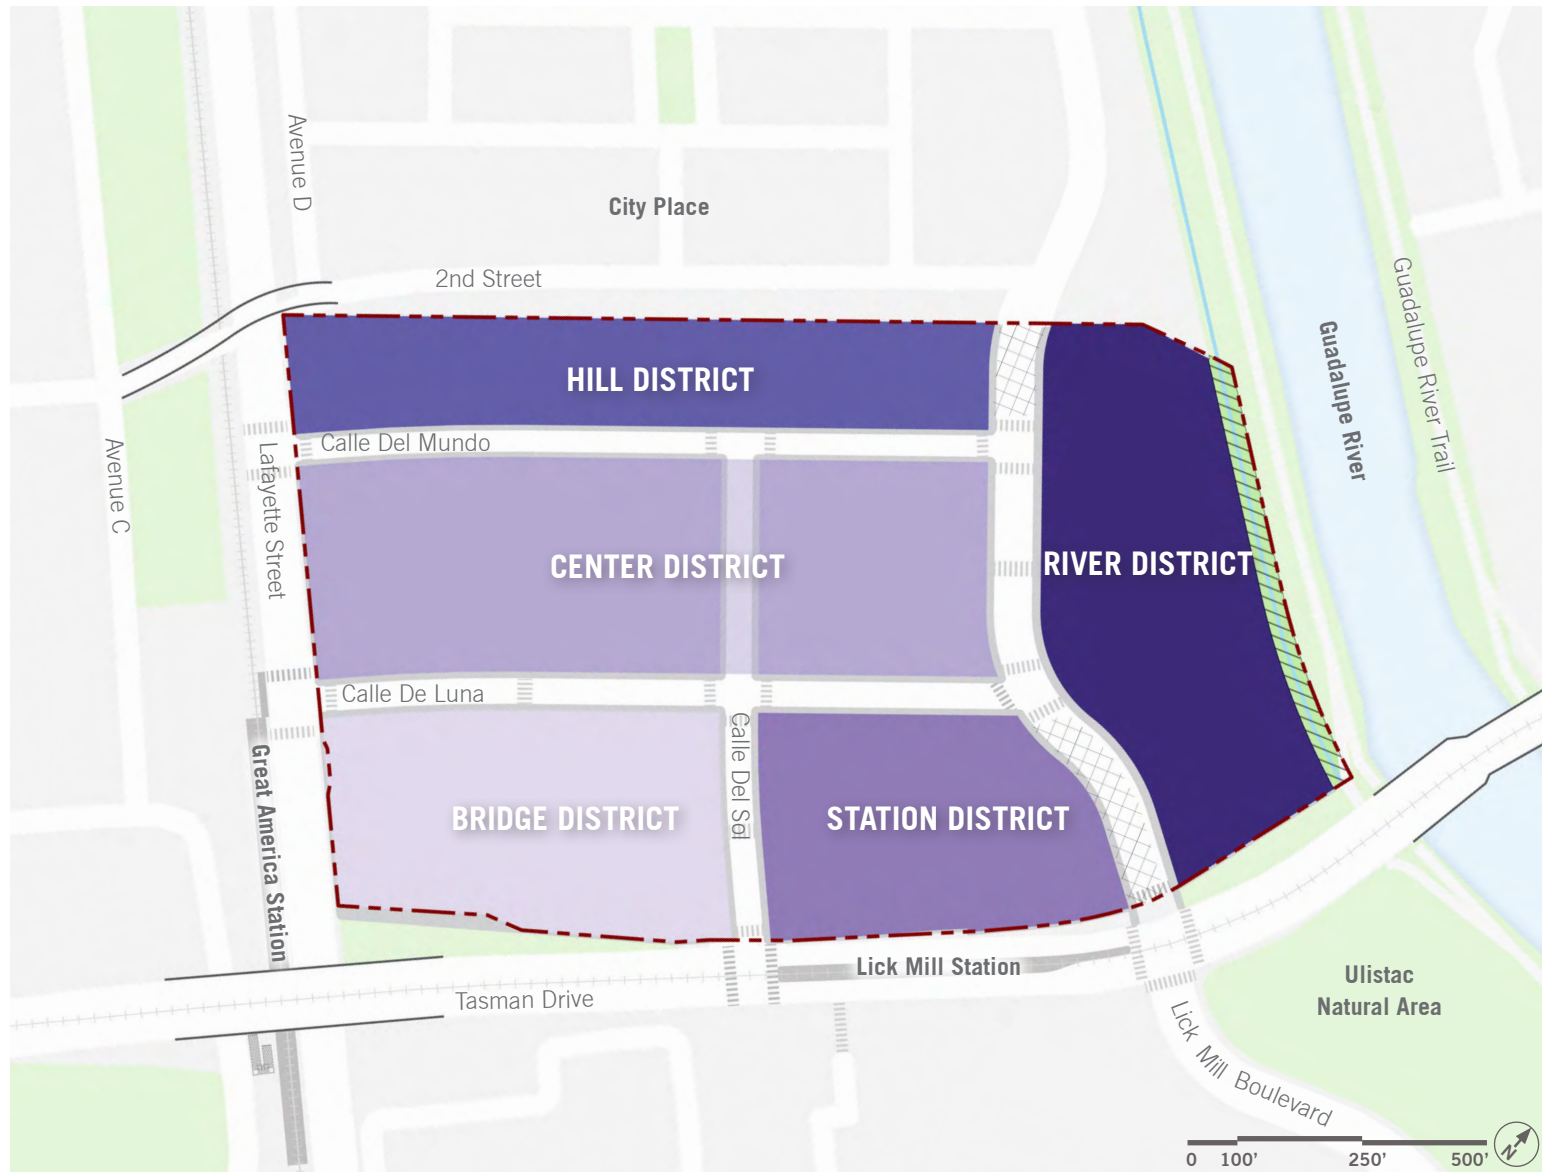 Avenue D
City Place
2nd Street
Guadalupe River Trail
Guadalupe River
HILL DISTRICT
Calle Del Mundo
Avenue C
Lafayette Street
CENTER DISTRICT
RIVER DISTRICT
Calle De Luna
Calle Del Sol
Great America Station
BRIDGE DISTRICT
STATION DISTRICT
Lick Mill Station
Tasman Drive
Ulistac
Natural Area
Lick Mill Boulevard
0 100' 250' 500'
N